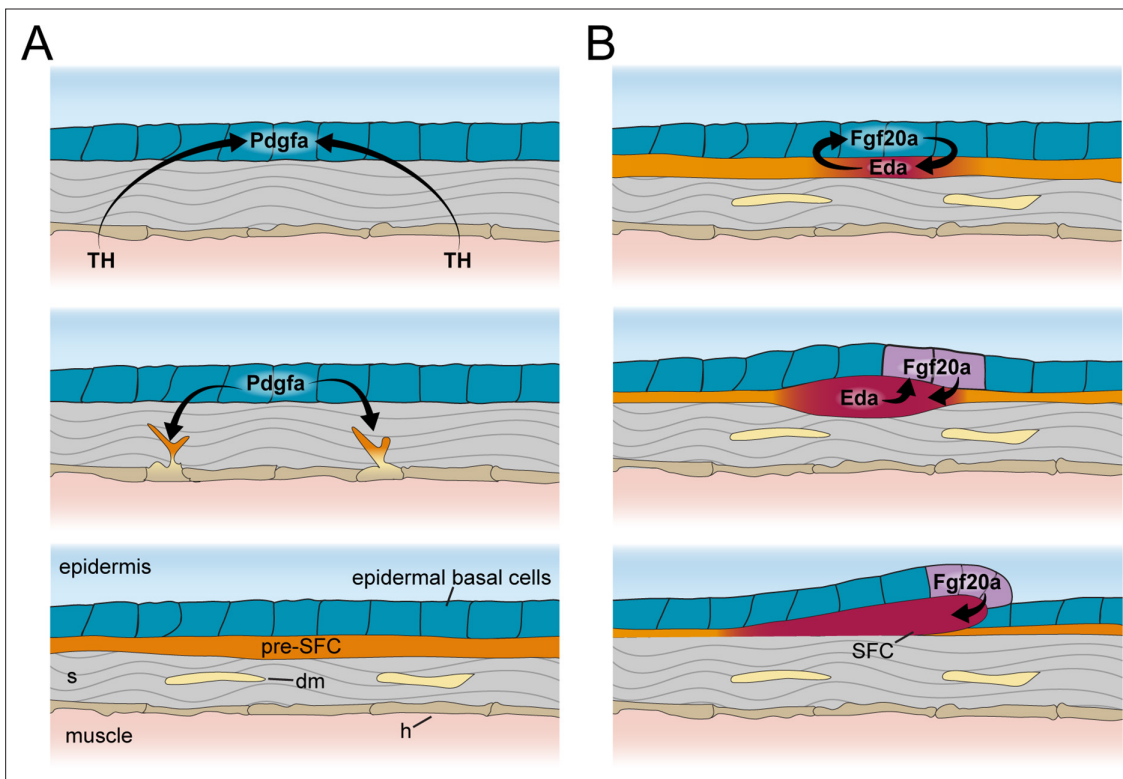 A
Pdgfa
TH
TH
Pdgfa
epidermis
epidermal basal cells
pre-SFC
s
dm
muscle
h
B
Fgf20a
Eda
Fgf20a
Eda
Fgf20a
SFC